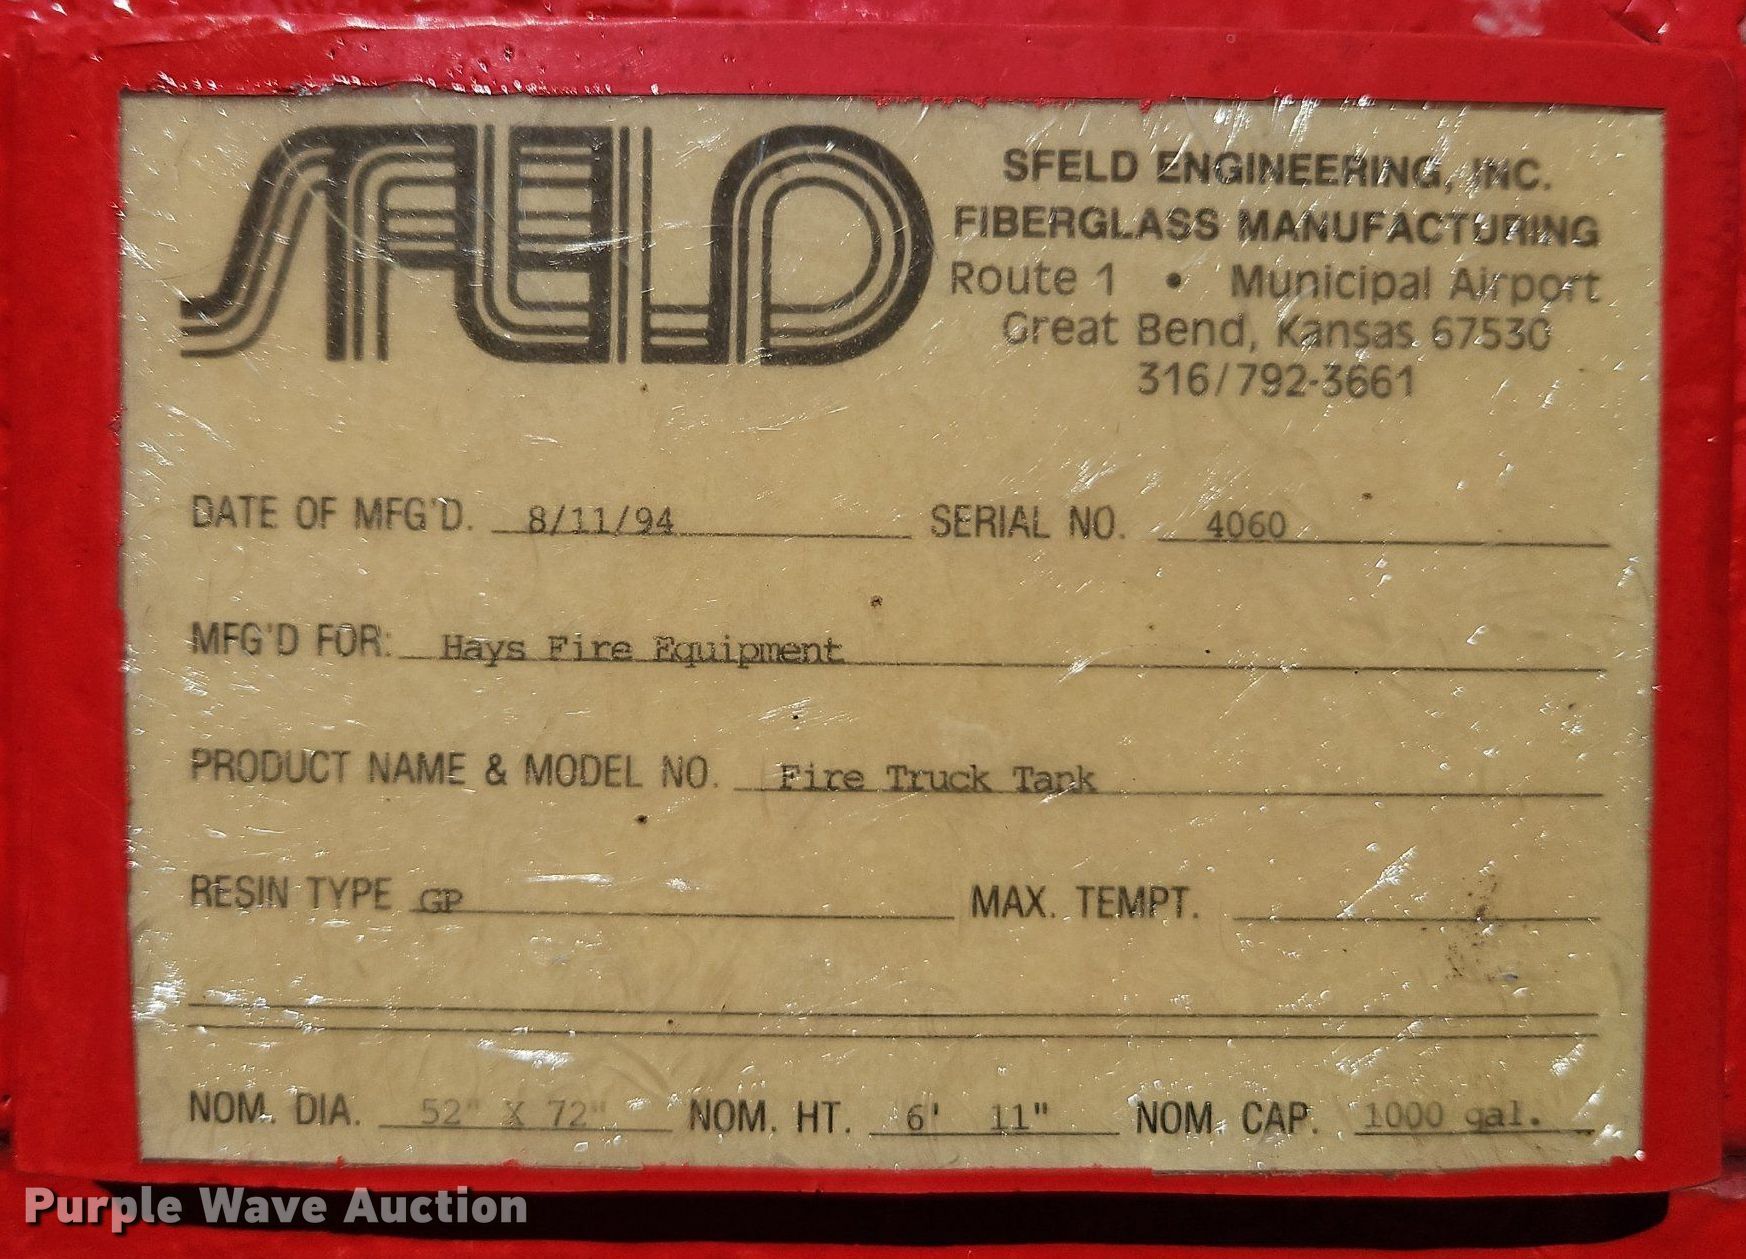 SFELD
SFELD ENGINEERING, INC.
FIBERGLASS MANUFACTURING
Route 1 • Municipal Airport
Great Bend, Kansas 67530
316/792-3661
DATE OF MFG'D. 8/11/94 SERIAL NO. 4060
MFG'D FOR: Hays Fire Equipment
PRODUCT NAME & MODEL NO. Fire Truck Tank
RESIN TYPE GP MAX. TEMPT.
NOM. DIA. 52" X 72" NOM. HT. 6' 11" NOM. CAP. 1000 gal.
Purple Wave Auction